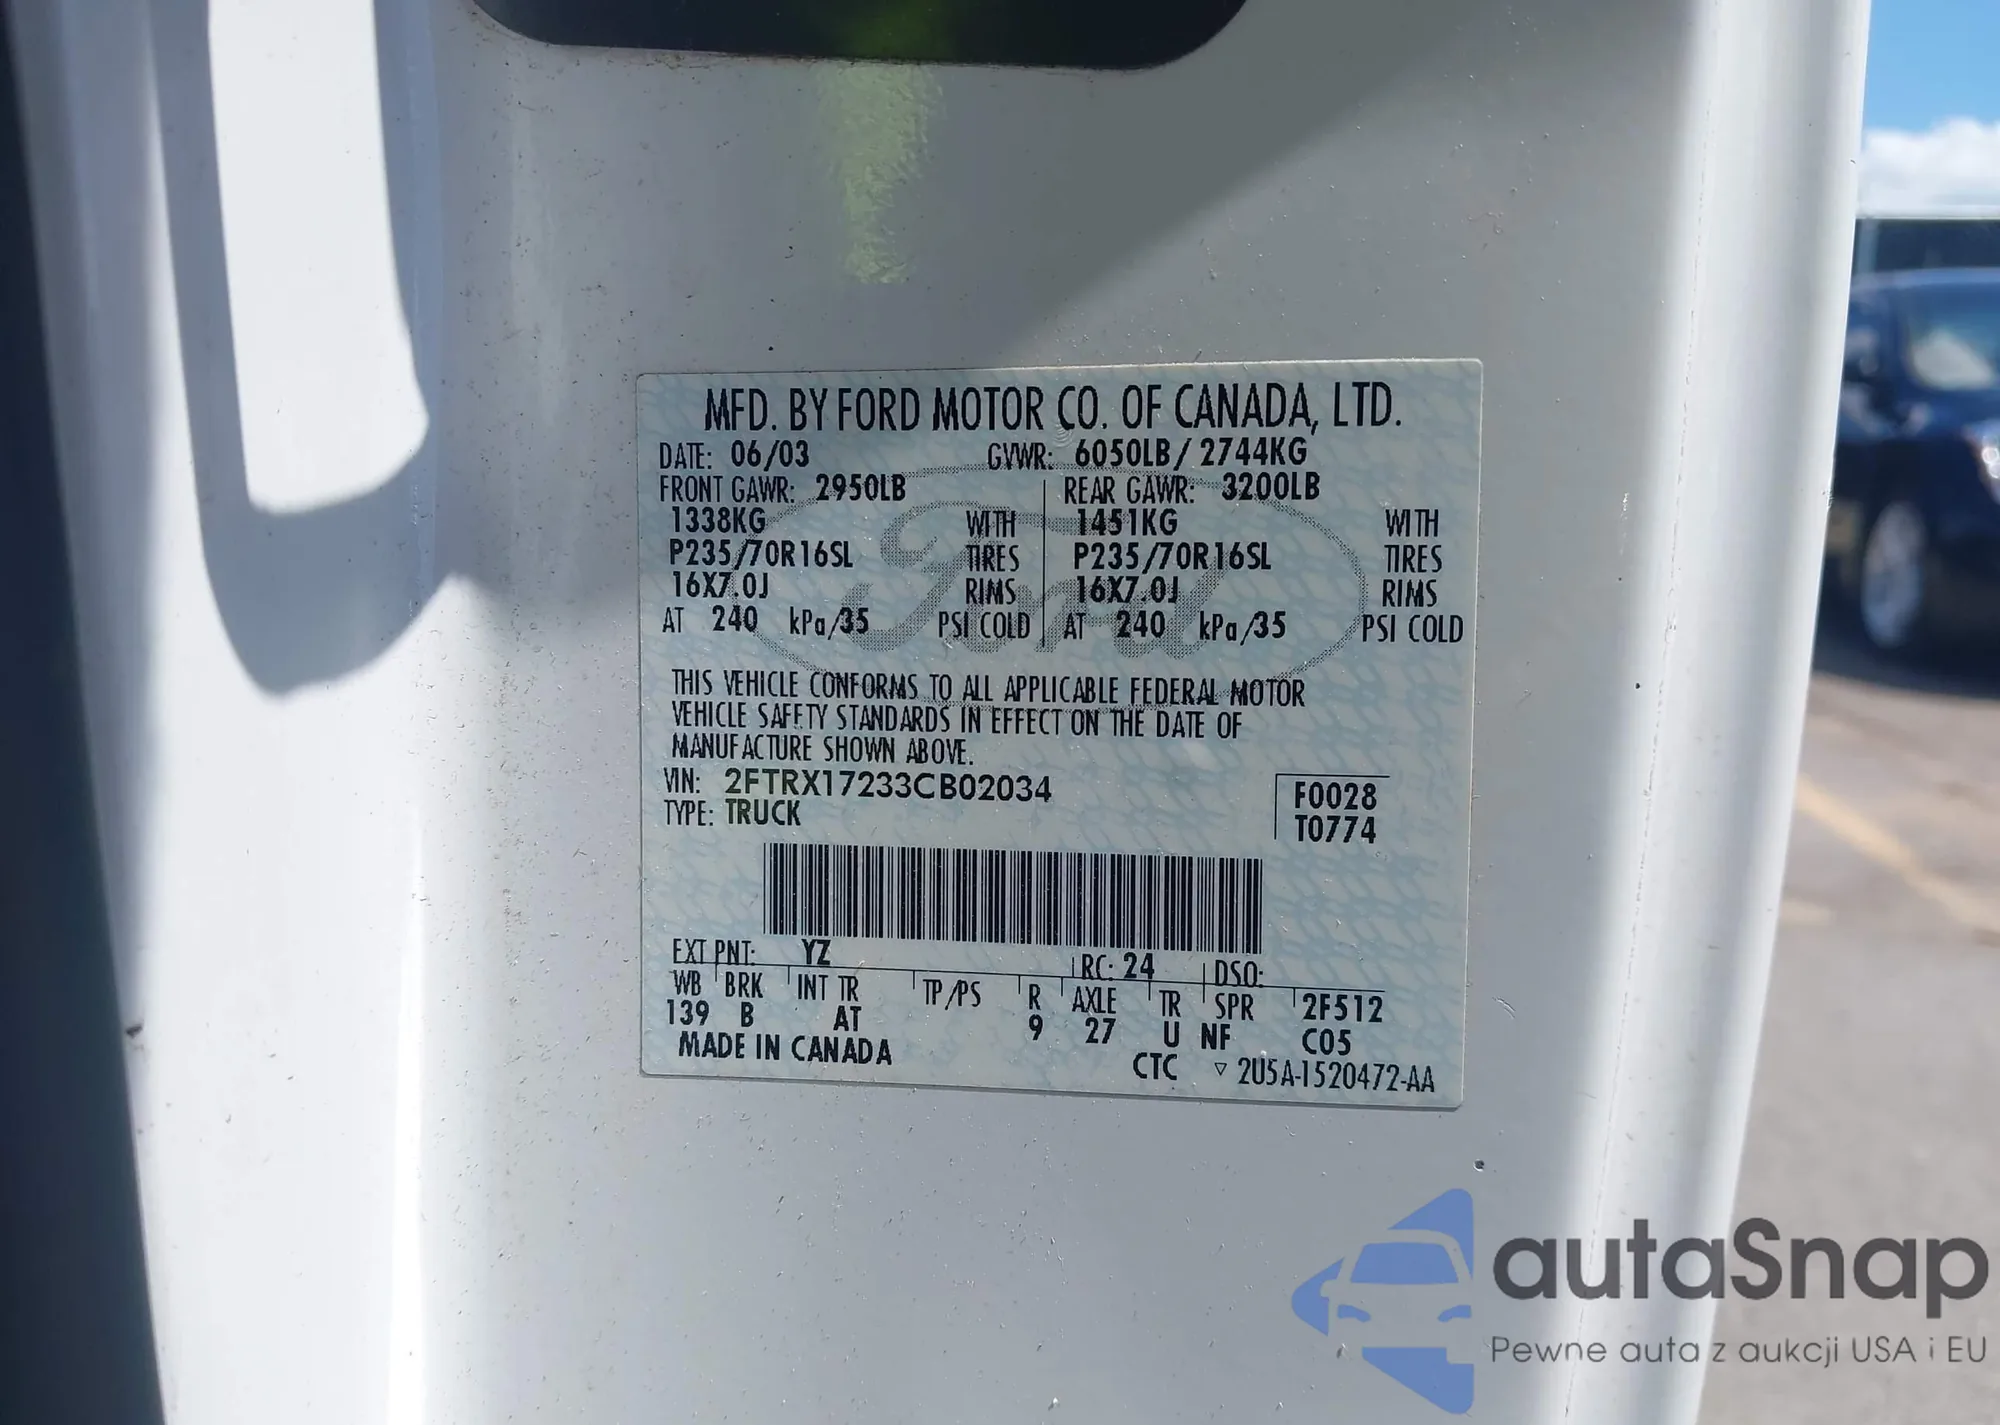 MFD. BY FORD MOTOR CO. OF CANADA, LTD.
DATE: 06/03 GVWR: 6050LB / 2744KG
FRONT GAWR: 2950LB REAR GAWR: 3200LB
1338KG WITH 1451KG WITH
P235/70R16SL TIRES P235/70R16SL TIRES
16X7.0J RIMS 16X7.0J RIMS
AT 240 kPa/35 PSI COLD AT 240 kPa/35 PSI COLD
Ford
THIS VEHICLE CONFORMS TO ALL APPLICABLE FEDERAL MOTOR
VEHICLE SAFETY STANDARDS IN EFFECT ON THE DATE OF
MANUFACTURE SHOWN ABOVE.
VIN: 2FTRX17233CB02034
TYPE: TRUCK
F0028
T0774
EXT PNT: YZ RC: 24 DSO:
WB BRK INT TR TP/PS R AXLE TR SPR 2F512
139 B AT 9 27 U NF C05
MADE IN CANADA CTC ▽ 2U5A-1520472-AA
autaSnap
Pewne auta z aukcji USA i EU